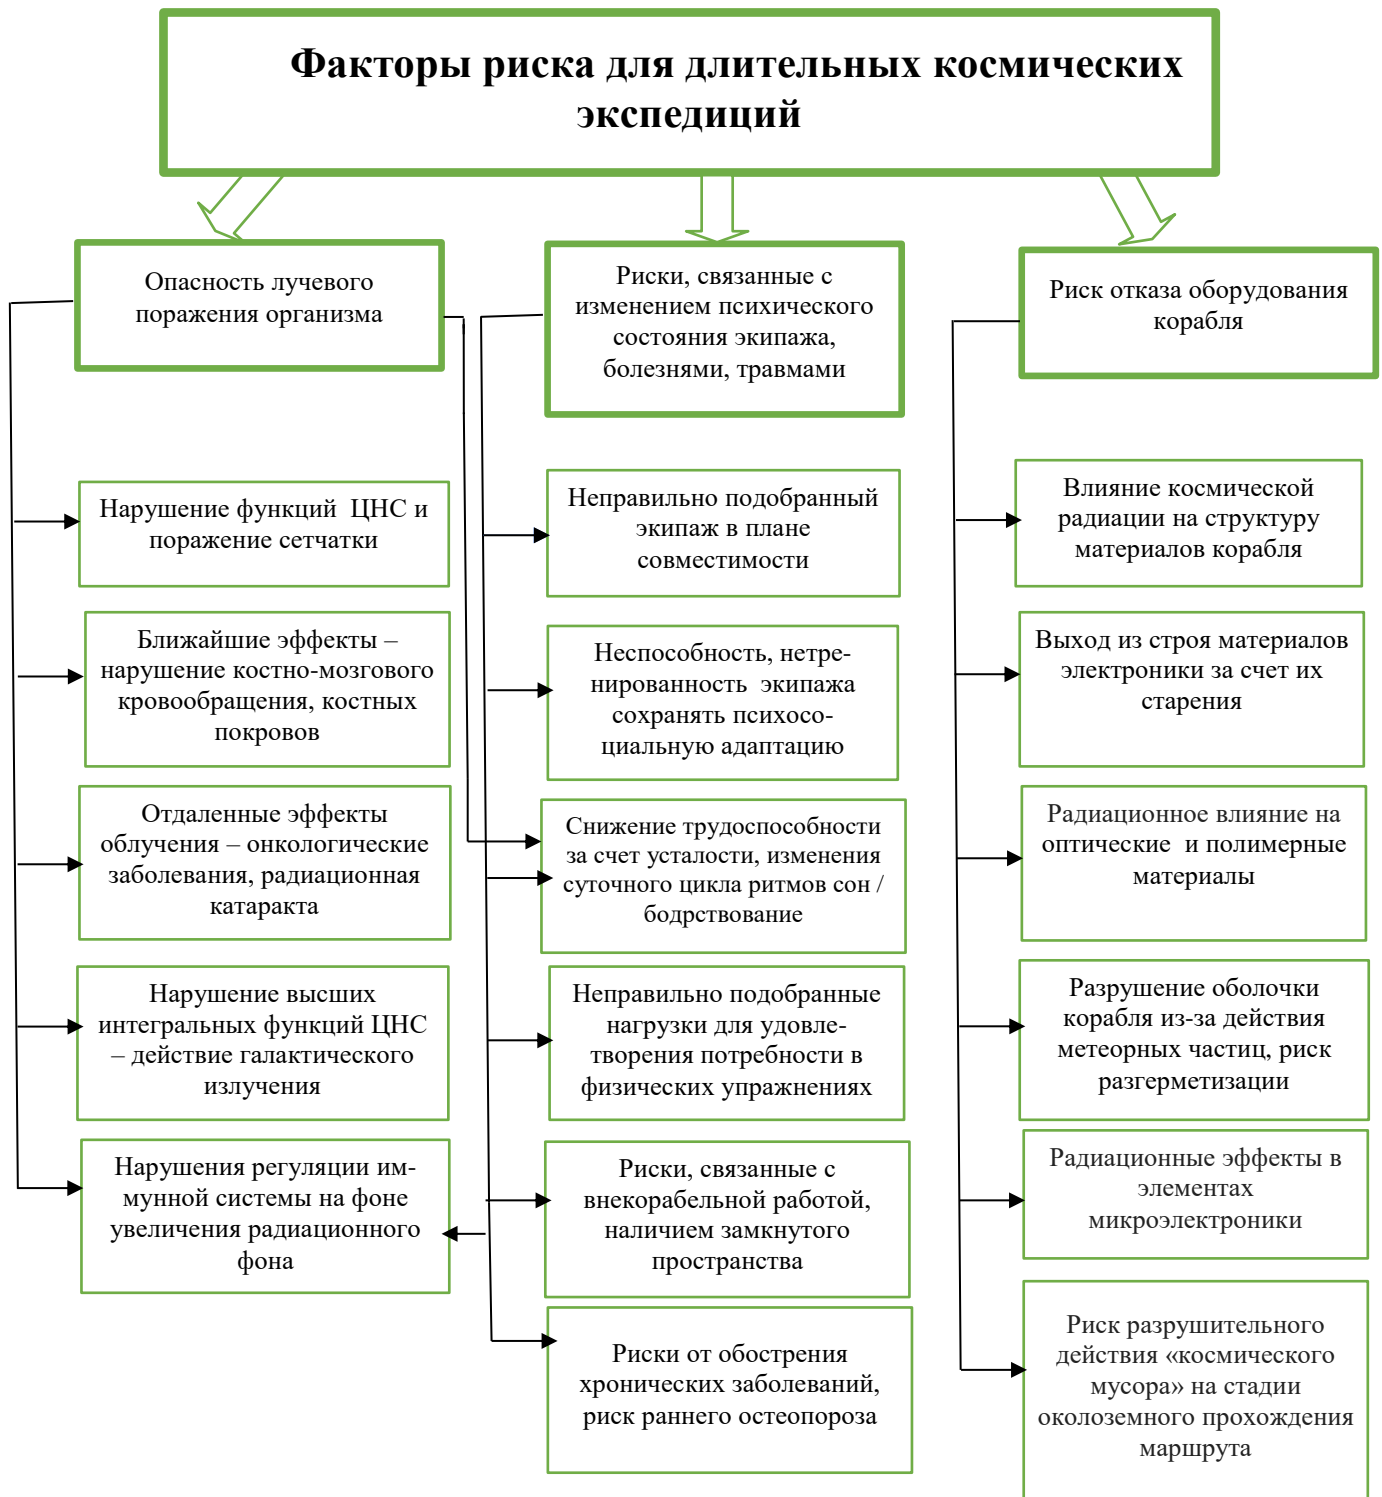 Факторы риска для длительных космических
экспедиций
Опасность лучевого
поражения организма
Нарушение функций ЦНС и
поражение сетчатки
Ближайшие эффекты –
нарушение костно-мозгового
кровообращения, костных
покровов
Отдаленные эффекты
облучения – онкологические
заболевания, радиационная
катаракта
Нарушение высших
интегральных функций ЦНС
– действие галактического
излучения
Нарушения регуляции им-
мунной системы на фоне
увеличения радиационного
фона
Риски, связанные с
изменением психического
состояния экипажа,
болезнями, травмами
Неправильно подобранный
экипаж в плане
совместимости
Неспособность, нетре-
нированность экипажа
сохранять психосо-
циальную адаптацию
Снижение трудоспособности
за счет усталости, изменения
суточного цикла ритмов сон /
бодрствование
Неправильно подобранные
нагрузки для удовле-
творения потребности в
физических упражнениях
Риски, связанные с
внекорабельной работой,
наличием замкнутого
пространства
Риски от обострения
хронических заболеваний,
риск раннего остеопороза
Риск отказа оборудования
корабля
Влияние космической
радиации на структуру
материалов корабля
Выход из строя материалов
электроники за счет их
старения
Радиационное влияние на
оптические и полимерные
материалы
Разрушение оболочки
корабля из-за действия
метеорных частиц, риск
разгерметизации
Радиационные эффекты в
элементах
микроэлектроники
Риск разрушительного
действия «космического
мусора» на стадии
околоземного прохождения
маршрута